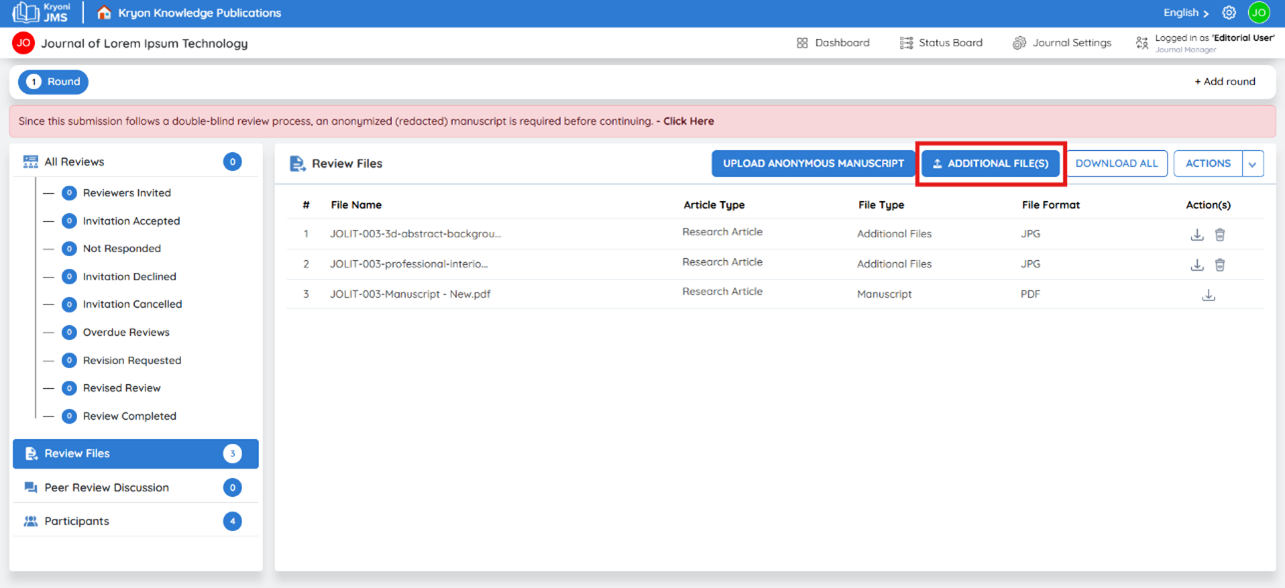 Kryoni
JMS
Kryon Knowledge Publications
English >
JO
JO
Journal of Lorem Ipsum Technology
Dashboard
Status Board
Journal Settings
Logged in as 'Editorial User'
Journal Manager
1 Round
+ Add round
Since this submission follows a double-blind review process, an anonymized (redacted) manuscript is required before continuing. - Click Here
All Reviews 0
0 Reviewers Invited
0 Invitation Accepted
0 Not Responded
0 Invitation Declined
0 Invitation Cancelled
0 Overdue Reviews
0 Revision Requested
0 Revised Review
0 Review Completed
Review Files 3
Peer Review Discussion 0
Participants 4
Review Files
UPLOAD ANONYMOUS MANUSCRIPT
ADDITIONAL FILE(S)
DOWNLOAD ALL
ACTIONS
# File Name Article Type File Type File Format Action(s)
1 JOLIT-003-3d-abstract-backgrou... Research Article Additional Files JPG
2 JOLIT-003-professional-interio... Research Article Additional Files JPG
3 JOLIT-003-Manuscript - New.pdf Research Article Manuscript PDF